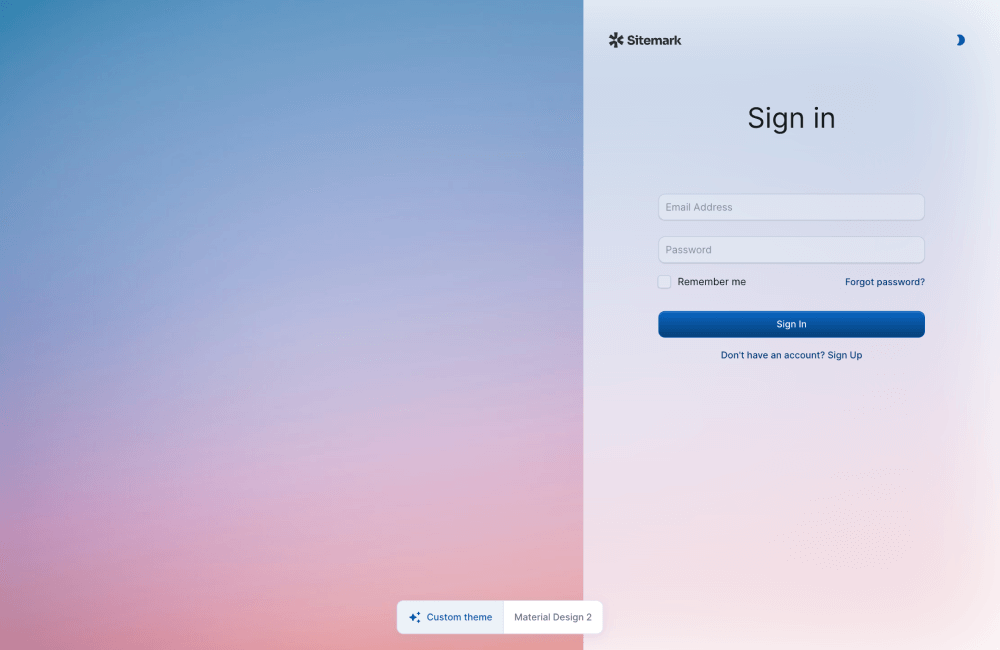 Sitemark
Sign in
Email Address
Password
Remember me
Forgot password?
Sign In
Don't have an account? Sign Up
Custom theme
Material Design 2